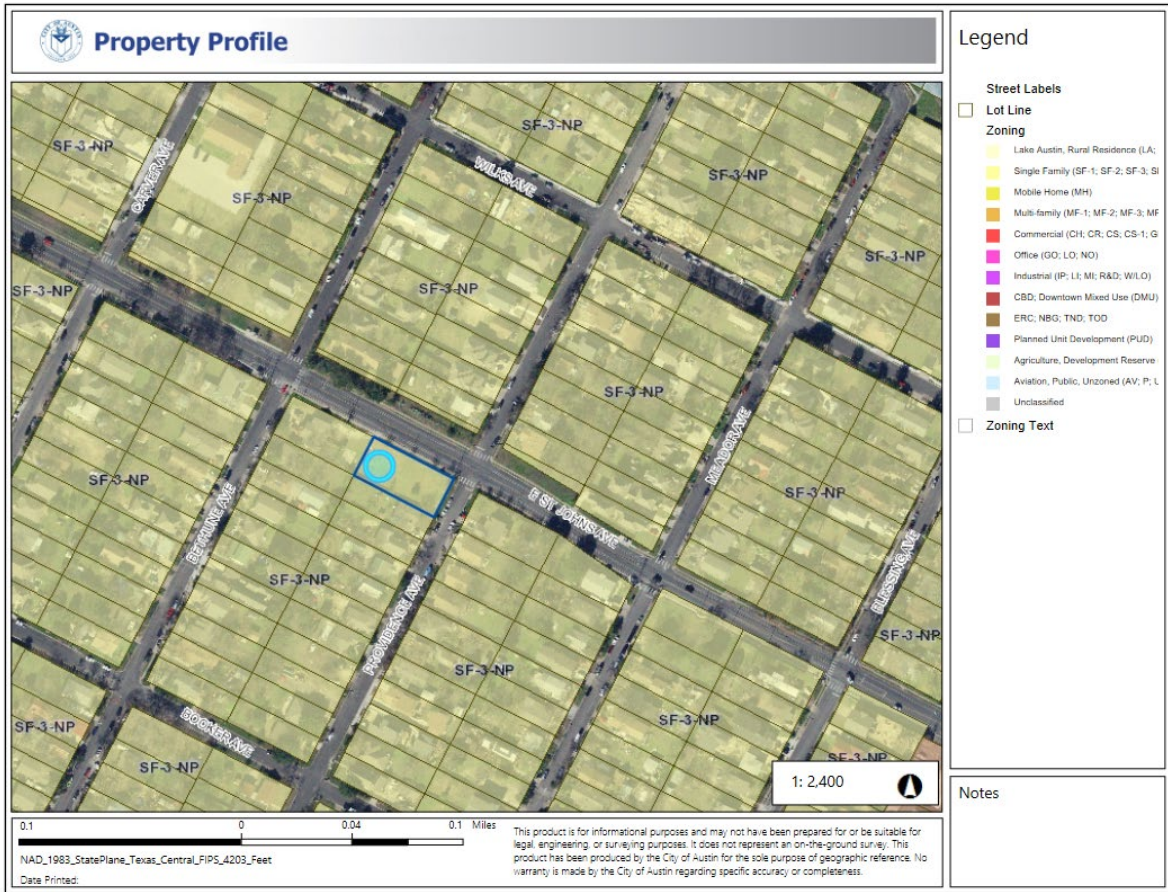 CITY OF AUSTIN
Property Profile
SF-3-NP
CARVER AVE
SF-3-NP
WILKS AVE
SF-3-NP
SF-3-NP
SF-3-NP
SF-3-NP
SF-3-NP
SF-3-NP
MEADOR AVE
E ST JOHNS AVE
SF-3-NP
BETHUNE AVE
SF-3-NP
SF-3-NP
PROVIDENCE AVE
BLESSING AVE
SF-3-NP
SF-3-NP
SF-3-NP
BOOKER AVE
SF-3-NP
SF-3-NP
SF-3-NP
1: 2,400
Legend
Street Labels
Lot Line
Zoning
Lake Austin, Rural Residence (LA;
Single Family (SF-1; SF-2; SF-3; SI
Mobile Home (MH)
Multi-family (MF-1; MF-2; MF-3; MF
Commercial (CH; CR; CS; CS-1; G
Office (GO; LO; NO)
Industrial (IP; LI; MI; R&D; W/LO)
CBD; Downtown Mixed Use (DMU)
ERC; NBG; TND; TOD
Planned Unit Development (PUD)
Agriculture, Development Reserve
Aviation, Public, Unzoned (AV; P; U
Unclassified
Zoning Text
Notes
0.1 0 0.04 0.1 Miles
NAD_1983_StatePlane_Texas_Central_FIPS_4203_Feet
Date Printed:
This product is for informational purposes and may not have been prepared for or be suitable for
legal, engineering, or surveying purposes. It does not represent an on-the-ground survey. This
product has been produced by the City of Austin for the sole purpose of geographic reference. No
warranty is made by the City of Austin regarding specific accuracy or completeness.